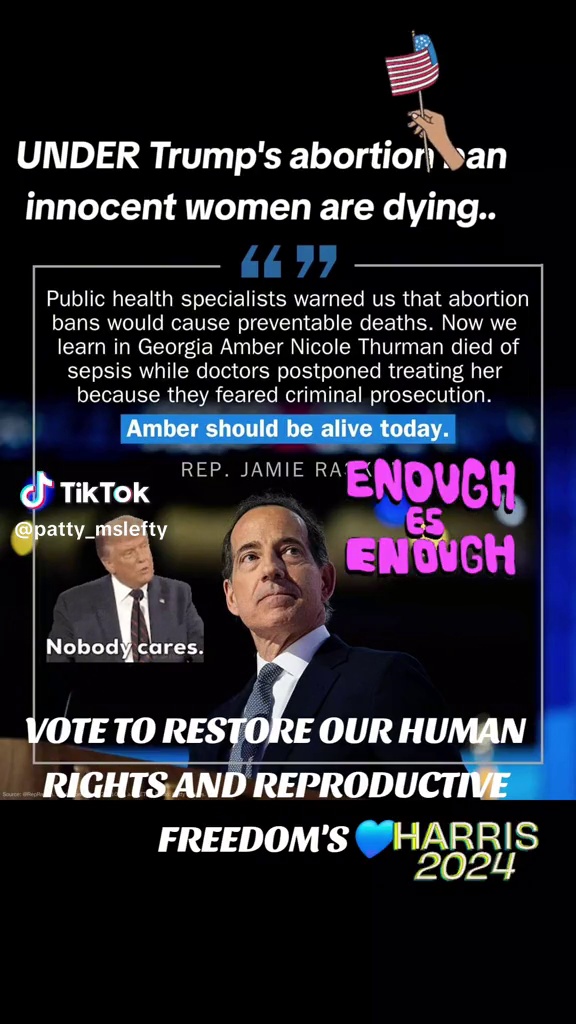 UNDER Trump's abortion ban
innocent women are dying..
Public health specialists warned us that abortion
bans would cause preventable deaths. Now we
learn in Georgia Amber Nicole Thurman died of
sepsis while doctors postponed treating her
because they feared criminal prosecution.
Amber should be alive today.
REP. JAMIE RASK
ENOUGH
ES
ENOUGH
TikTok
@patty_mslefty
Nobody cares.
VOTE TO RESTORE OUR HUMAN
RIGHTS AND REPRODUCTIVE
FREEDOM'S 💙HARRIS
2024